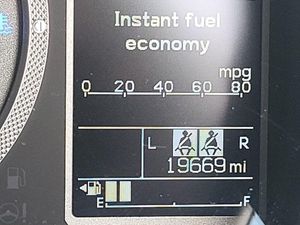 Instant fuel
economy
mpg
0 20 40 60 80
L R
19669 mi
E F